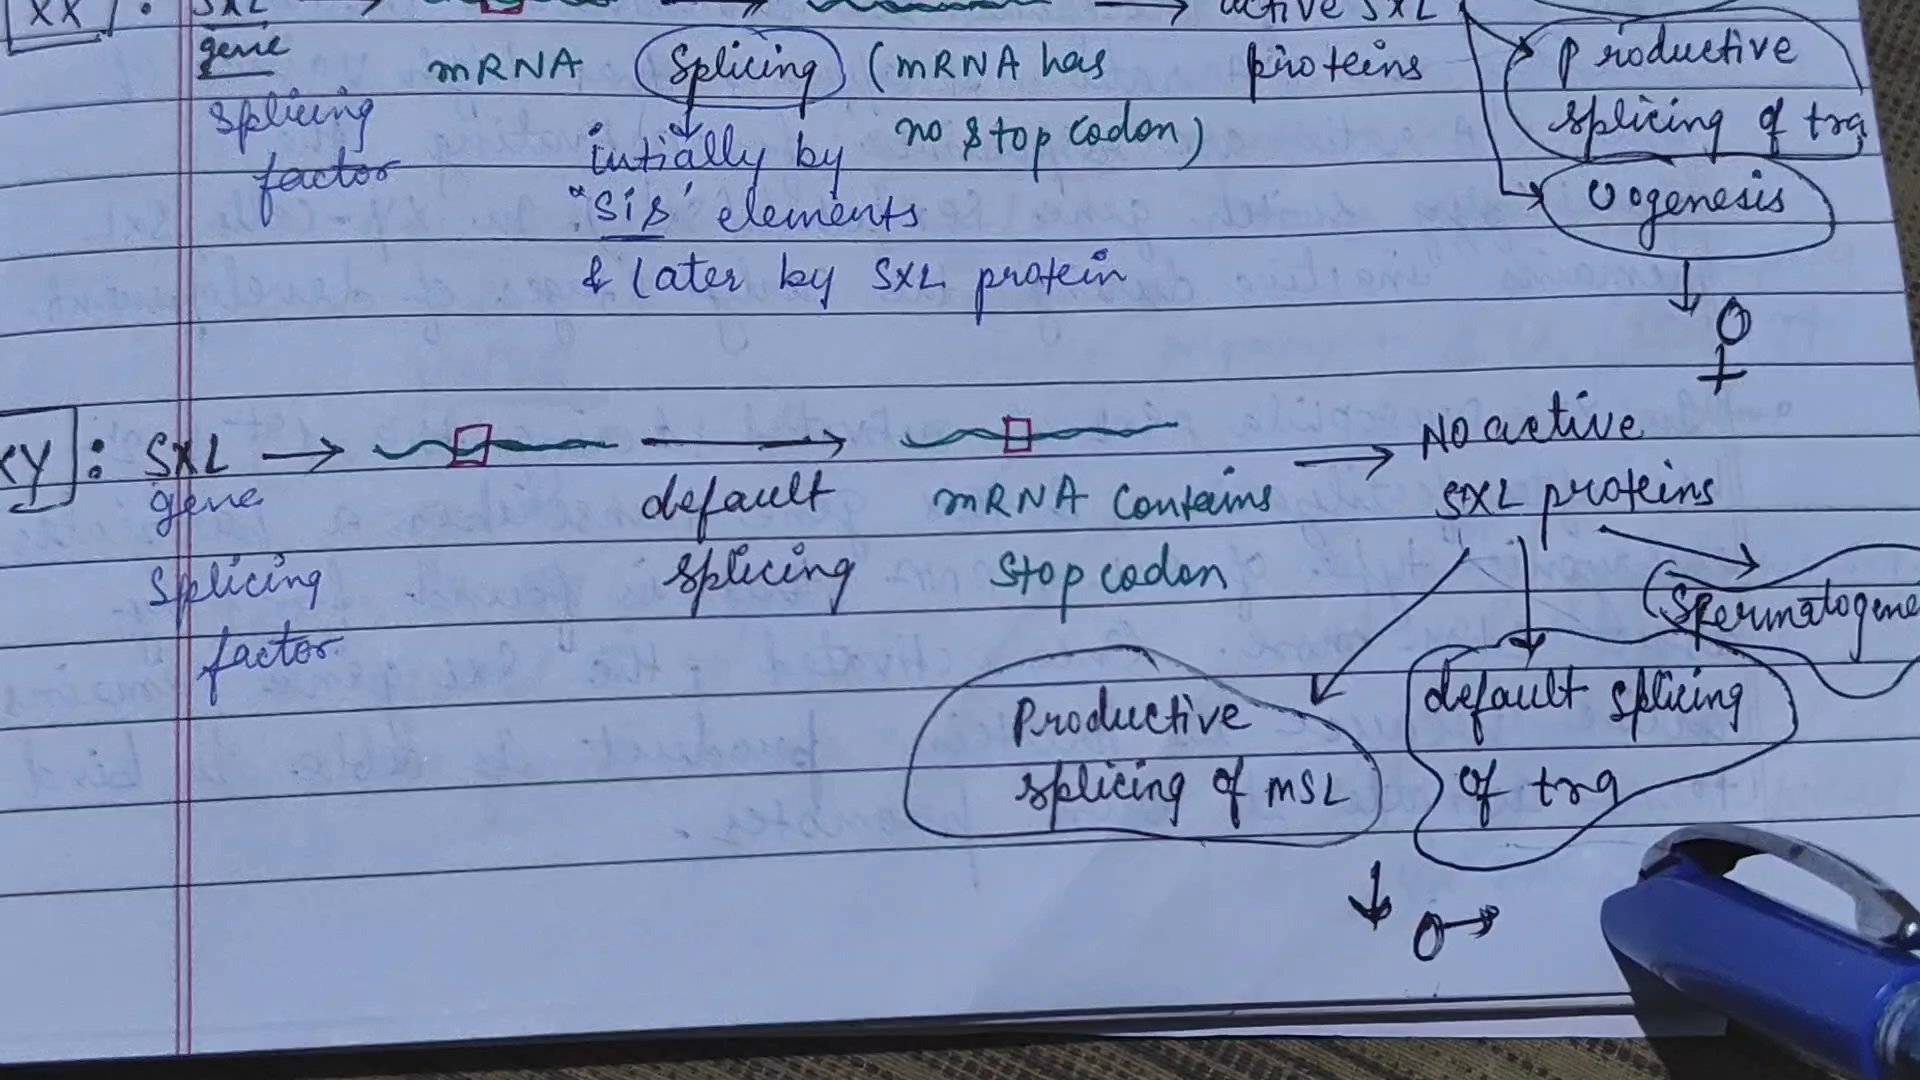 XX : SXL → → active SXL
gene mRNA Splicing (mRNA has proteins Productive
splicing intially by no stop codon) splicing of tra
factor "sis" elements oogenesis
& later by SXL protein
♀
XY : SXL → → → No active
gene default mRNA contains SXL proteins
Splicing splicing stop codon
factor
Productive default splicing
splicing of MSL of tra